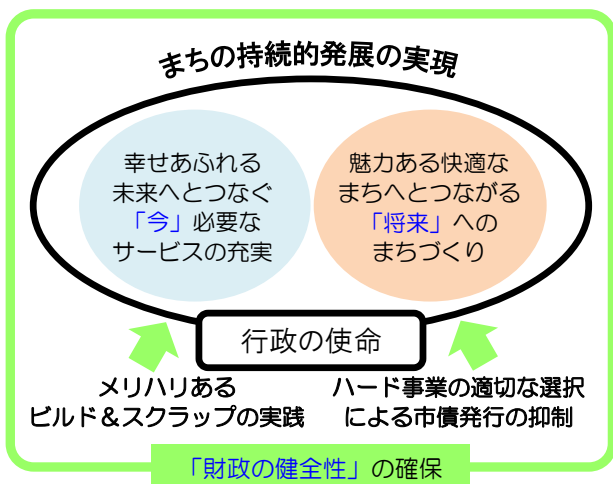 まちの持続的発展の実現
幸せあふれる
未来へとつなぐ
「今」必要な
サービスの充実
魅力ある快適な
まちへとつながる
「将来」への
まちづくり
行政の使命
メリハリある
ビルド＆スクラップの実践
ハード事業の適切な選択
による市債発行の抑制
「財政の健全性」の確保